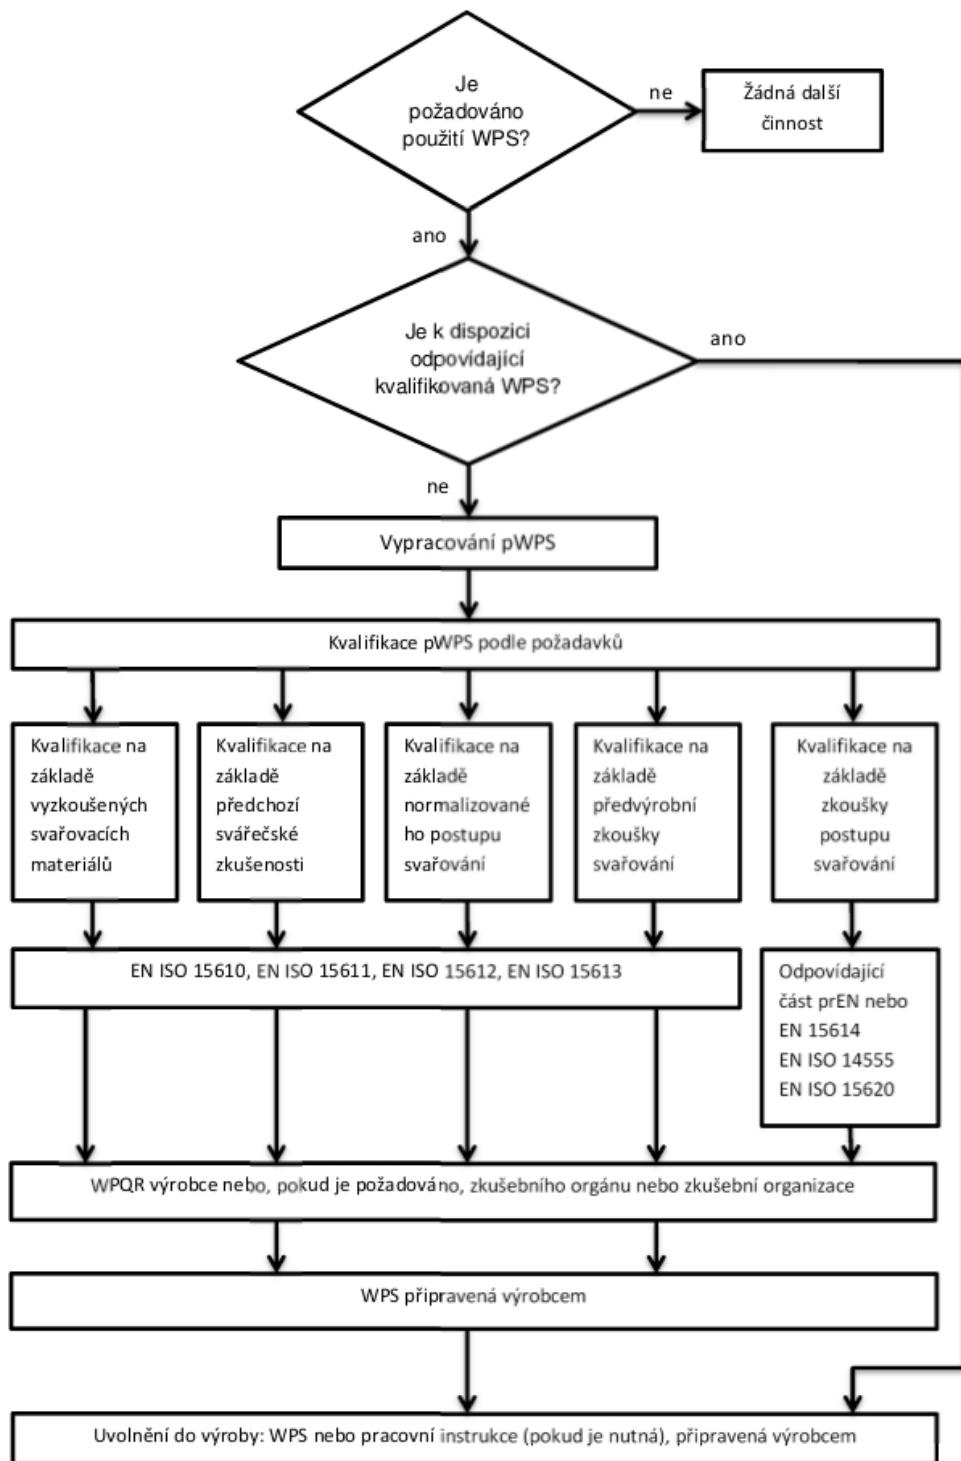 Je
požadováno
použití WPS?
ne
Žádná další
činnost
ano
Je k dispozici
odpovídající
kvalifikovaná WPS?
ano
ne
Vypracování pWPS
Kvalifikace pWPS podle požadavků
Kvalifikace na
základě
vyzkoušených
svařovacích
materiálů
Kvalifikace na
základě
předchozí
svářečské
zkušenosti
Kvalifikace na
základě
normalizované
ho postupu
svařování
Kvalifikace na
základě
předvýrobní
zkoušky
svařování
Kvalifikace na
základě
zkoušky
postupu
svařování
EN ISO 15610, EN ISO 15611, EN ISO 15612, EN ISO 15613
Odpovídající
část prEN nebo
EN 15614
EN ISO 14555
EN ISO 15620
WPQR výrobce nebo, pokud je požadováno, zkušebního orgánu nebo zkušební organizace
WPS připravená výrobcem
Uvolnění do výroby: WPS nebo pracovní instrukce (pokud je nutná), připravená výrobcem